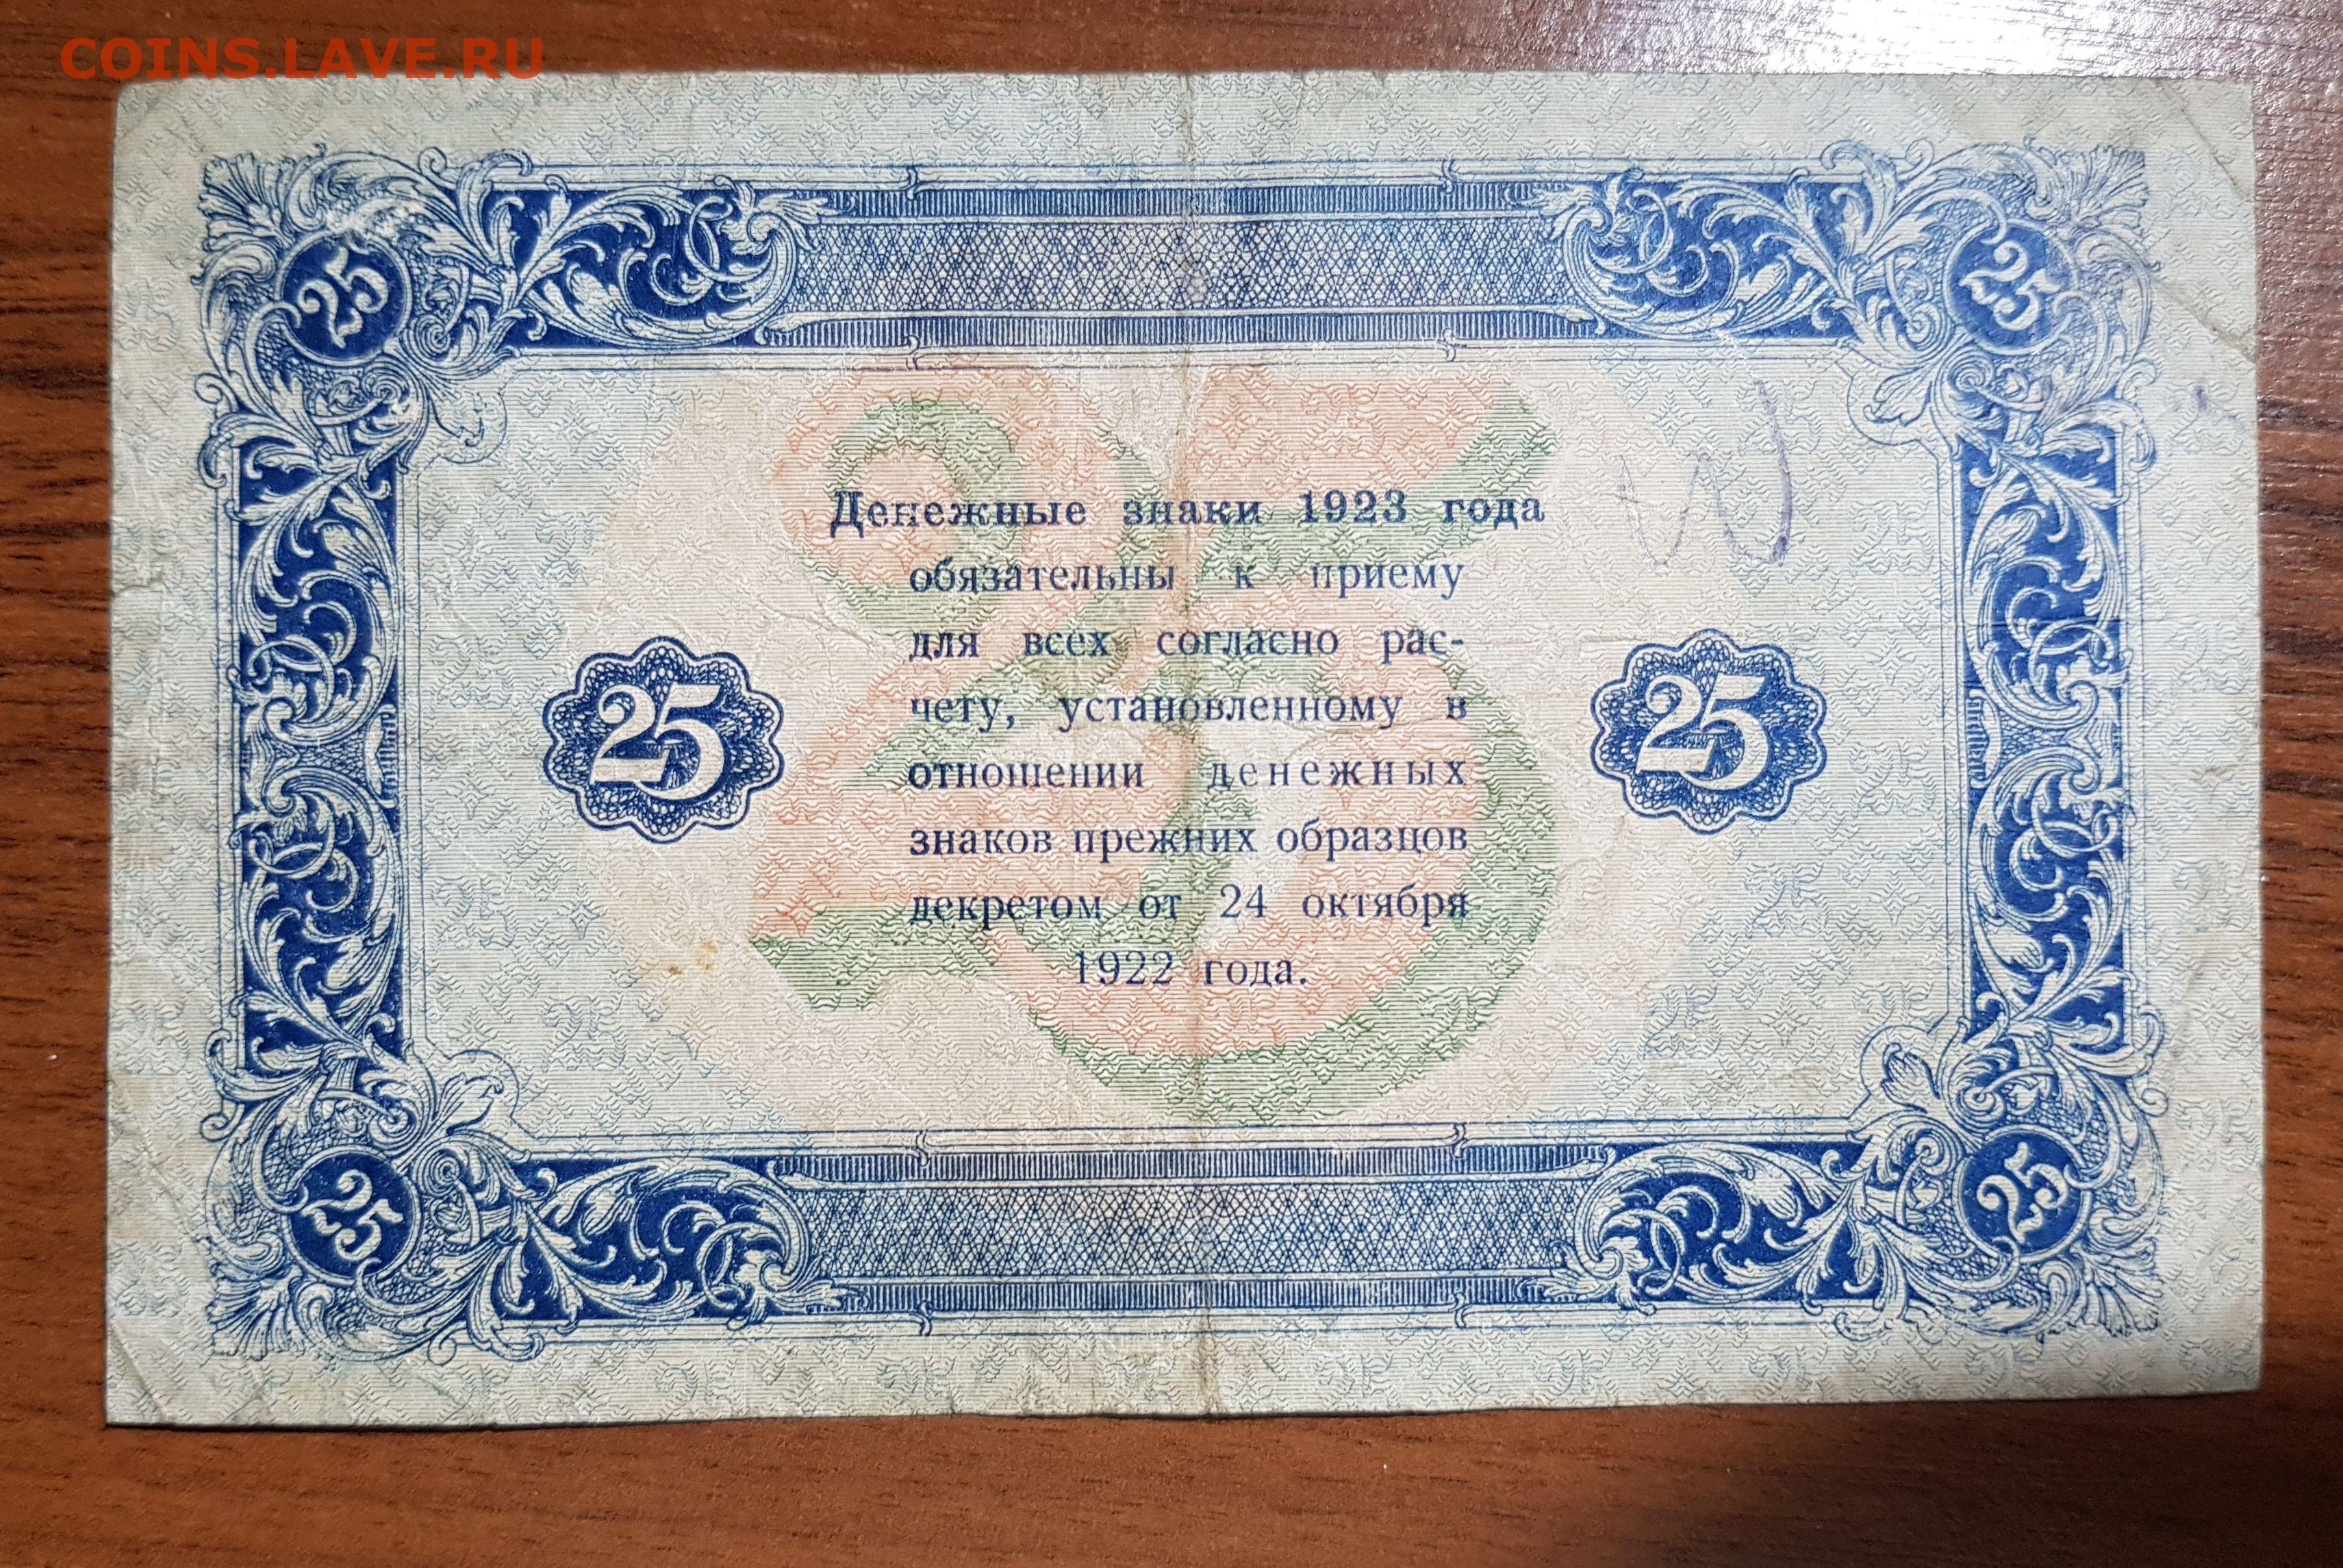 COINS.LAVE.RU
25 25
Денежные знаки 1923 года
обязательны к приему
для всех согласно рас-
чету, установленному в
25 25
отношении денежных
знаков прежних образцов
декретом от 24 октября
1922 года.
25 25